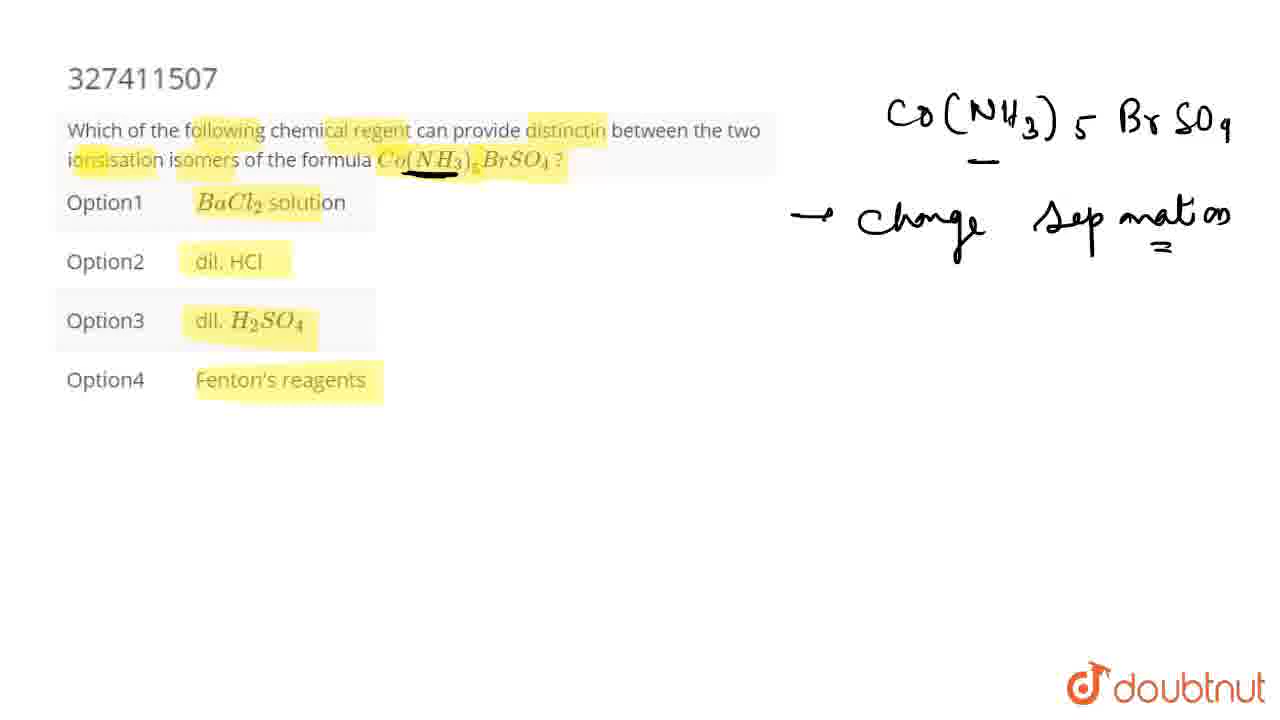 327411507
Which of the following chemical regent can provide distinctin between the two
ionsisation isomers of the formula Co(NH₃)₅BrSO₄ ?
Option1 BaCl₂ solution
Option2 dil. HCl
Option3 dil. H₂SO₄
Option4 Fenton's reagents
Co(NH₃)₅ BrSO₄
→ Charge separation
doubtnut